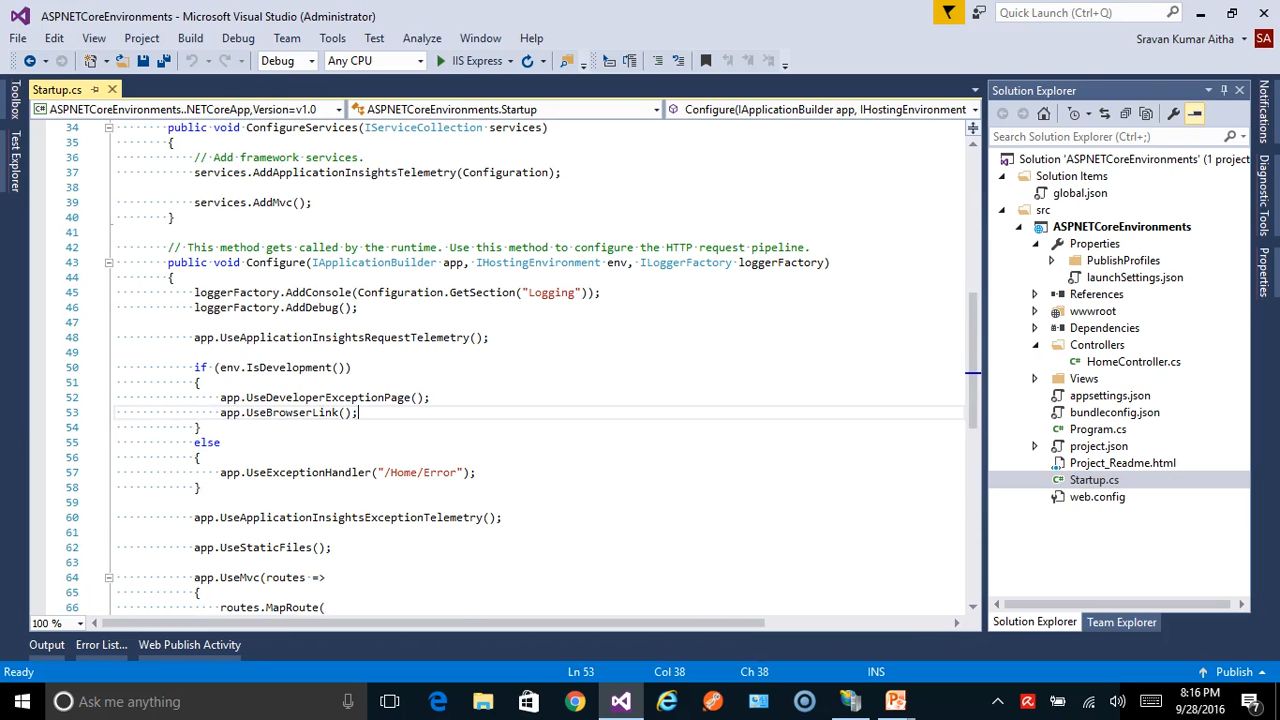 ASPNETCoreEnvironments - Microsoft Visual Studio (Administrator)
Quick Launch (Ctrl+Q)
File Edit View Project Build Debug Team Tools Test Analyze Window Help
Sravan Kumar Aitha SA
Debug Any CPU IIS Express
Toolbox
Test Explorer
Startup.cs
ASPNETCoreEnvironments..NETCoreApp,Version=v1.0 ASPNETCoreEnvironments.Startup Configure(IApplicationBuilder app, IHostingEnvironment
34 public void ConfigureServices(IServiceCollection services)
35 {
36 // Add framework services.
37 services.AddApplicationInsightsTelemetry(Configuration);
38
39 services.AddMvc();
40 }
41
42 // This method gets called by the runtime. Use this method to configure the HTTP request pipeline.
43 public void Configure(IApplicationBuilder app, IHostingEnvironment env, ILoggerFactory loggerFactory)
44 {
45 loggerFactory.AddConsole(Configuration.GetSection("Logging"));
46 loggerFactory.AddDebug();
47
48 app.UseApplicationInsightsRequestTelemetry();
49
50 if (env.IsDevelopment())
51 {
52 app.UseDeveloperExceptionPage();
53 app.UseBrowserLink();
54 }
55 else
56 {
57 app.UseExceptionHandler("/Home/Error");
58 }
59
60 app.UseApplicationInsightsExceptionTelemetry();
61
62 app.UseStaticFiles();
63
64 app.UseMvc(routes =>
65 {
66 routes.MapRoute(
100 %
Solution Explorer
Search Solution Explorer (Ctrl+;)
Solution 'ASPNETCoreEnvironments' (1 project
Solution Items
global.json
src
ASPNETCoreEnvironments
Properties
PublishProfiles
launchSettings.json
References
wwwroot
Dependencies
Controllers
HomeController.cs
Views
appsettings.json
bundleconfig.json
Program.cs
project.json
Project_Readme.html
Startup.cs
web.config
Solution Explorer Team Explorer
Notifications
Diagnostic Tools
Properties
Output Error List... Web Publish Activity
Ready Ln 53 Col 38 Ch 38 INS Publish
Ask me anything
8:16 PM
9/28/2016
7